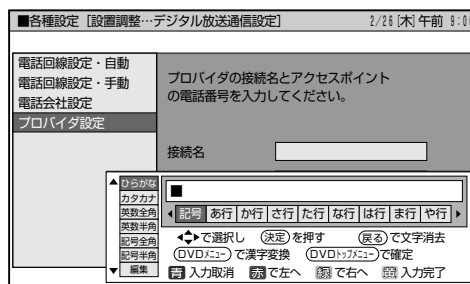 ■各種設定［設置調整…デジタル放送通信設定］ 2/26[木]午前 9:0
電話回線設定・自動
電話回線設定・手動
電話会社設定
プロバイダ設定
プロバイダの接続名とアクセスポイント
の電話番号を入力してください。
接続名
▲ ひらがな
カタカナ
英数全角
英数半角
記号全角
記号半角
▼ 編集
■
記号 あ行 か行 さ行 た行 な行 は行 ま行 や行
で選択し 決定を押す 戻るで文字消去
DVDメニューで漢字変換 DVDトップメニューで確定
青 入力取消 赤 で左へ 緑 で右へ 黄 入力完了